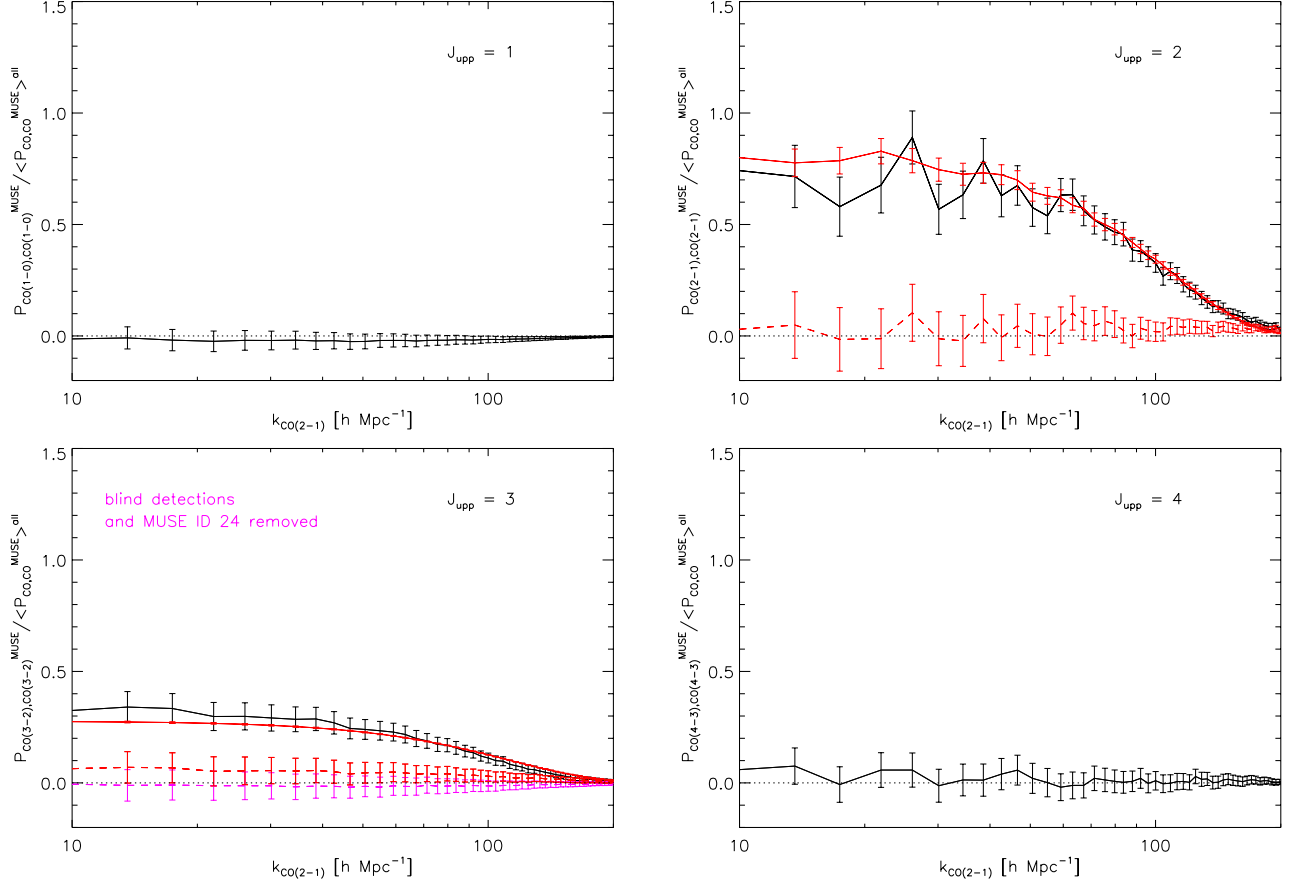 1.5
1.0
0.5
0.0
P_CO(1−0),CO(1−0)^MUSE / <P_CO,CO^MUSE>^all
J_upp = 1
10
100
k_CO(2−1) [h Mpc^−1]
1.5
1.0
0.5
0.0
P_CO(2−1),CO(2−1)^MUSE / <P_CO,CO^MUSE>^all
J_upp = 2
10
100
k_CO(2−1) [h Mpc^−1]
1.5
1.0
0.5
0.0
P_CO(3−2),CO(3−2)^MUSE / <P_CO,CO^MUSE>^all
blind detections
and MUSE ID 24 removed
J_upp = 3
10
100
k_CO(2−1) [h Mpc^−1]
1.5
1.0
0.5
0.0
P_CO(4−3),CO(4−3)^MUSE / <P_CO,CO^MUSE>^all
J_upp = 4
10
100
k_CO(2−1) [h Mpc^−1]